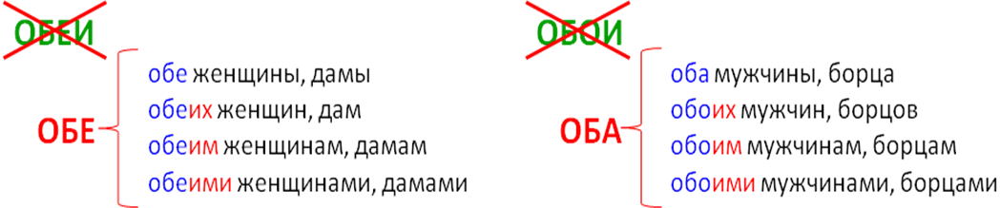 ОБЕИ
ОБЕ
обе женщины, дамы
обеих женщин, дам
обеим женщинам, дамам
обеими женщинами, дамами
ОБОИ
ОБА
оба мужчины, борца
обоих мужчин, борцов
обоим мужчинам, борцам
обоими мужчинами, борцами